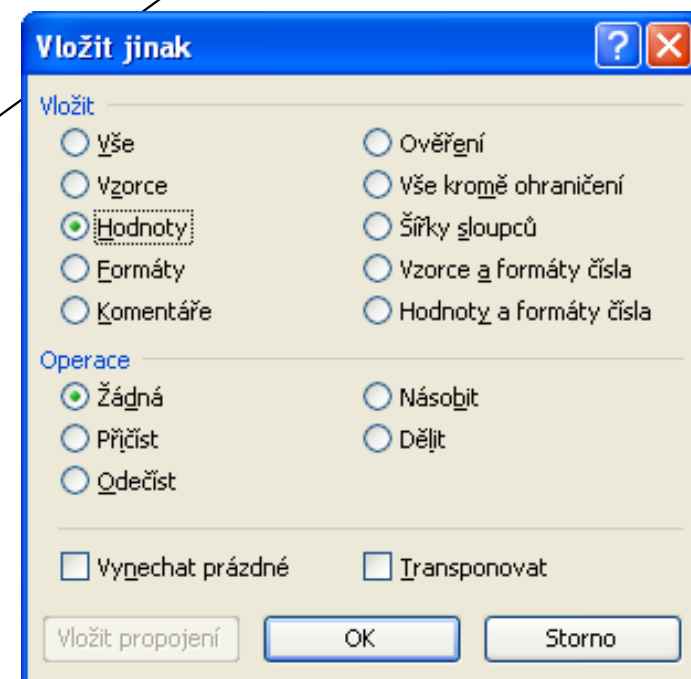 Vložit jinak
Vložit
Vše
Ověření
Vzorce
Vše kromě ohraničení
Hodnoty
Šířky sloupců
Formáty
Vzorce a formáty čísla
Komentáře
Hodnoty a formáty čísla
Operace
Žádná
Násobit
Přičíst
Dělit
Odečíst
Vynechat prázdné
Transponovat
Vložit propojení
OK
Storno